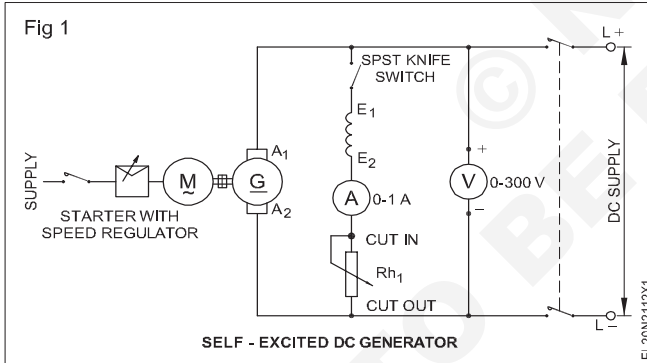 Fig 1
L +
SPST KNIFE
SWITCH
E1
E2
A1
SUPPLY
M
~
G
+
V
0-300 V
DC SUPPLY
A
0-1 A
STARTER WITH
SPEED REGULATOR
A2
–
CUT IN
Rh1
CUT OUT
L –
SELF - EXCITED DC GENERATOR
EL20N2112X1